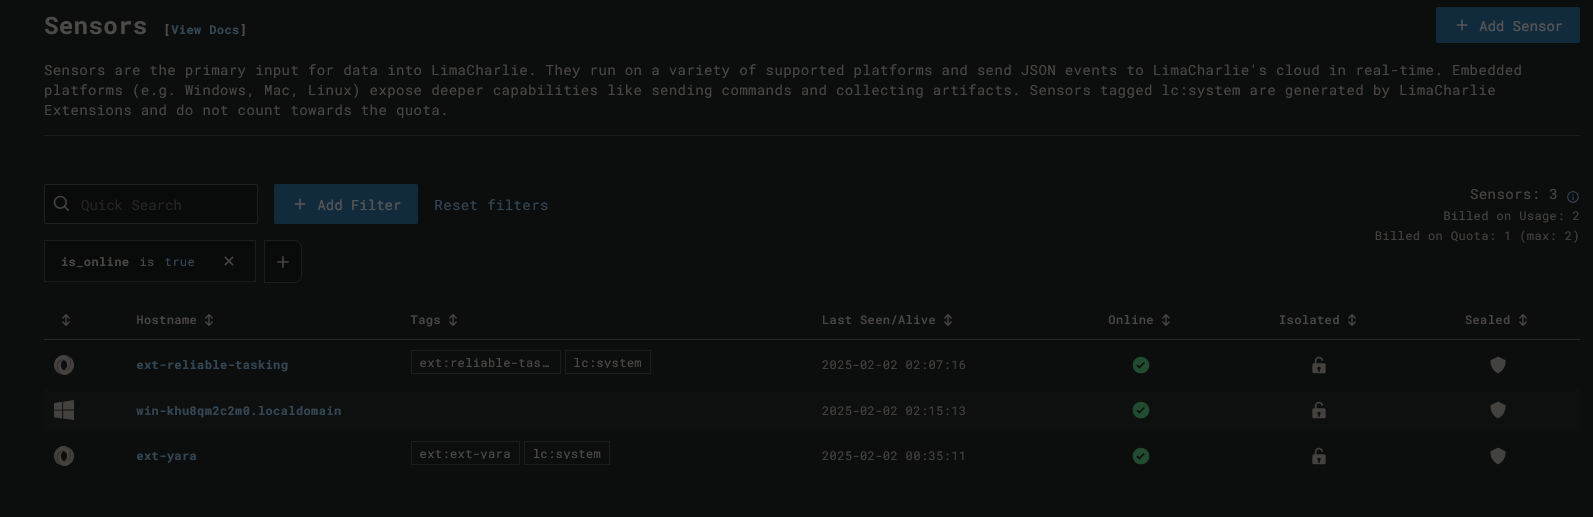 Sensors [View Docs]
+ Add Sensor
Sensors are the primary input for data into LimaCharlie. They run on a variety of supported platforms and send JSON events to LimaCharlie's cloud in real-time. Embedded
platforms (e.g. Windows, Mac, Linux) expose deeper capabilities like sending commands and collecting artifacts. Sensors tagged lc:system are generated by LimaCharlie
Extensions and do not count towards the quota.
Quick Search + Add Filter Reset filters
Sensors: 3
Billed on Usage: 2
Billed on Quota: 1 (max: 2)
is_online is true × +
Hostname Tags Last Seen/Alive Online Isolated Sealed
ext-reliable-tasking ext:reliable-tas… lc:system 2025-02-02 02:07:16
win-khu8qm2c2m0.localdomain 2025-02-02 02:15:13
ext-yara ext:ext-yara lc:system 2025-02-02 00:35:11